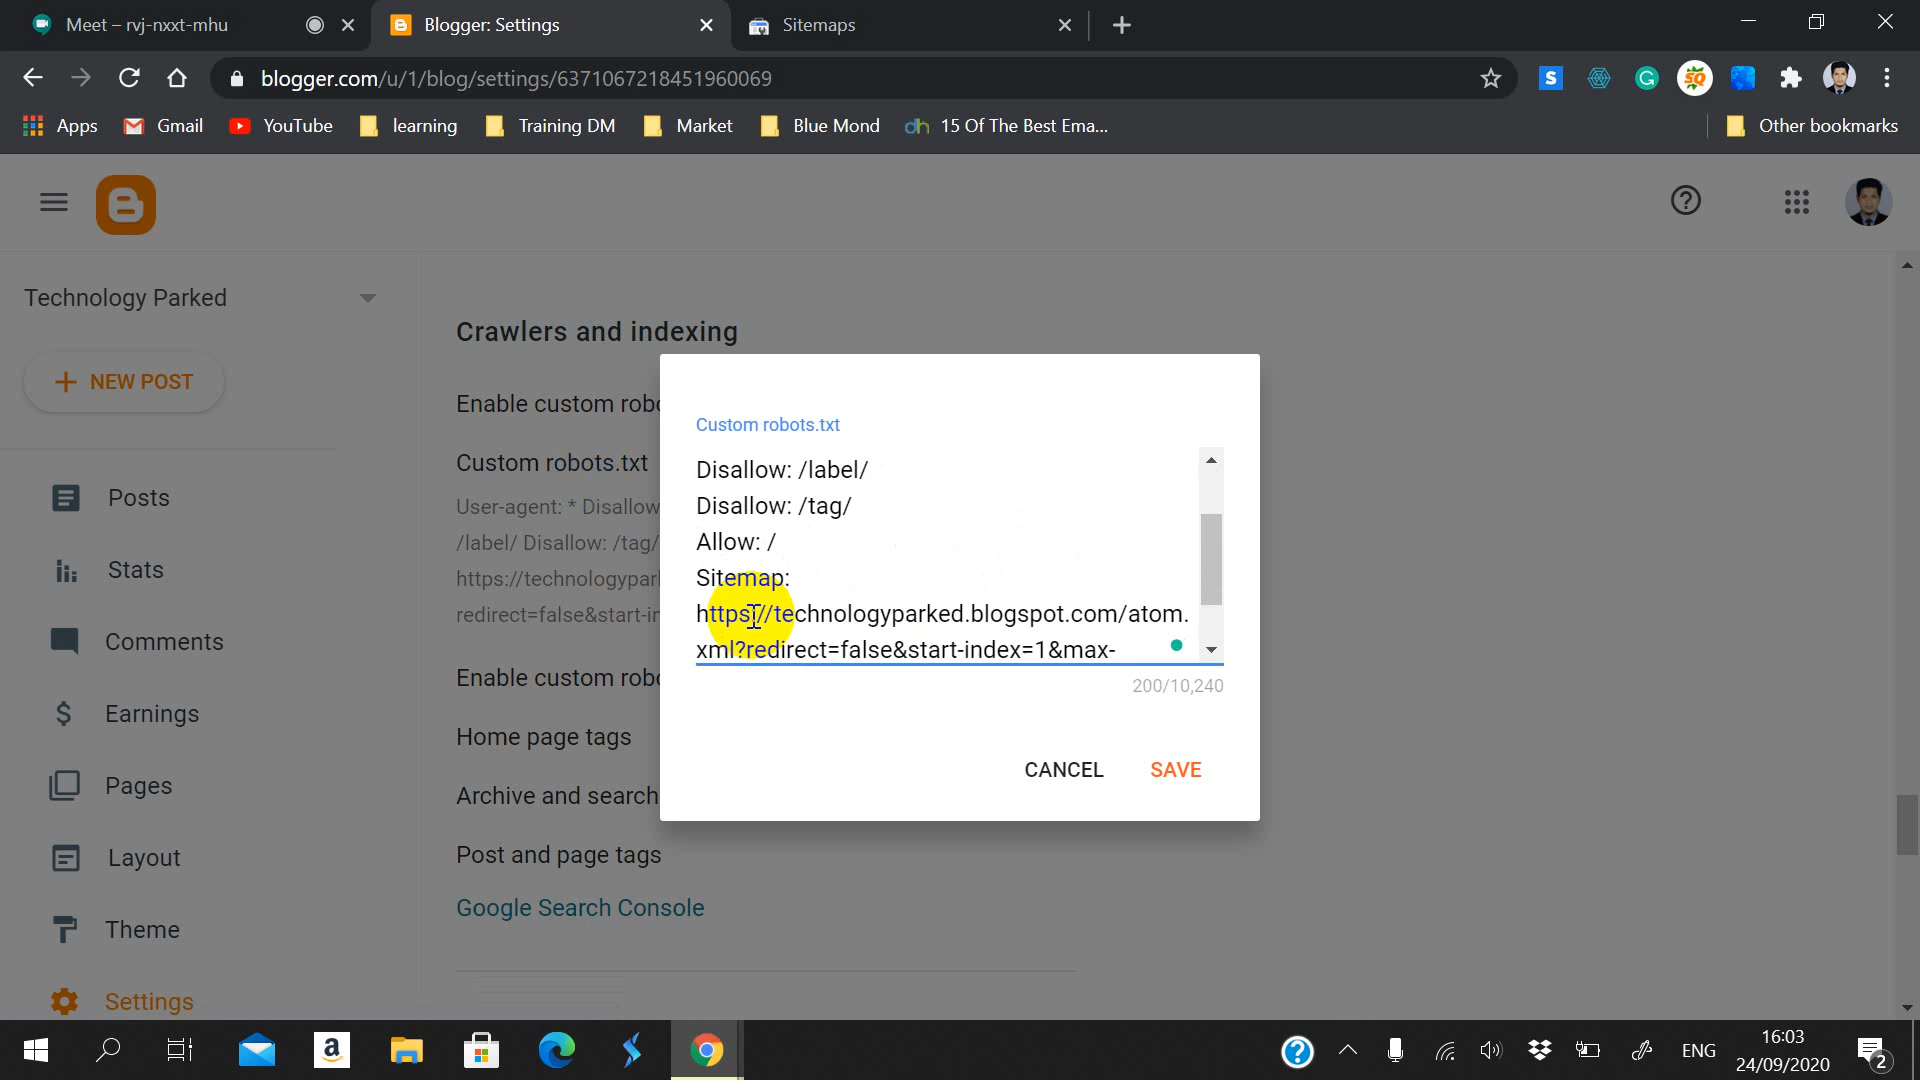 Meet – rvj-nxxt-mhu
Blogger: Settings
Sitemaps
blogger.com/u/1/blog/settings/6371067218451960069
Apps
Gmail
YouTube
learning
Training DM
Market
Blue Mond
15 Of The Best Ema...
Other bookmarks
Technology Parked
NEW POST
Posts
Stats
Comments
Earnings
Pages
Layout
Theme
Settings
Crawlers and indexing
Enable custom robo
Custom robots.txt
User-agent: * Disallow
/label/ Disallow: /tag/
https://technologyparl
redirect=false&start-in
Enable custom robo
Home page tags
Archive and search
Post and page tags
Google Search Console
Custom robots.txt
Disallow: /label/
Disallow: /tag/
Allow: /
Sitemap:
https://technologyparked.blogspot.com/atom.
xml?redirect=false&start-index=1&max-
200/10,240
CANCEL
SAVE
ENG
16:03
24/09/2020
2